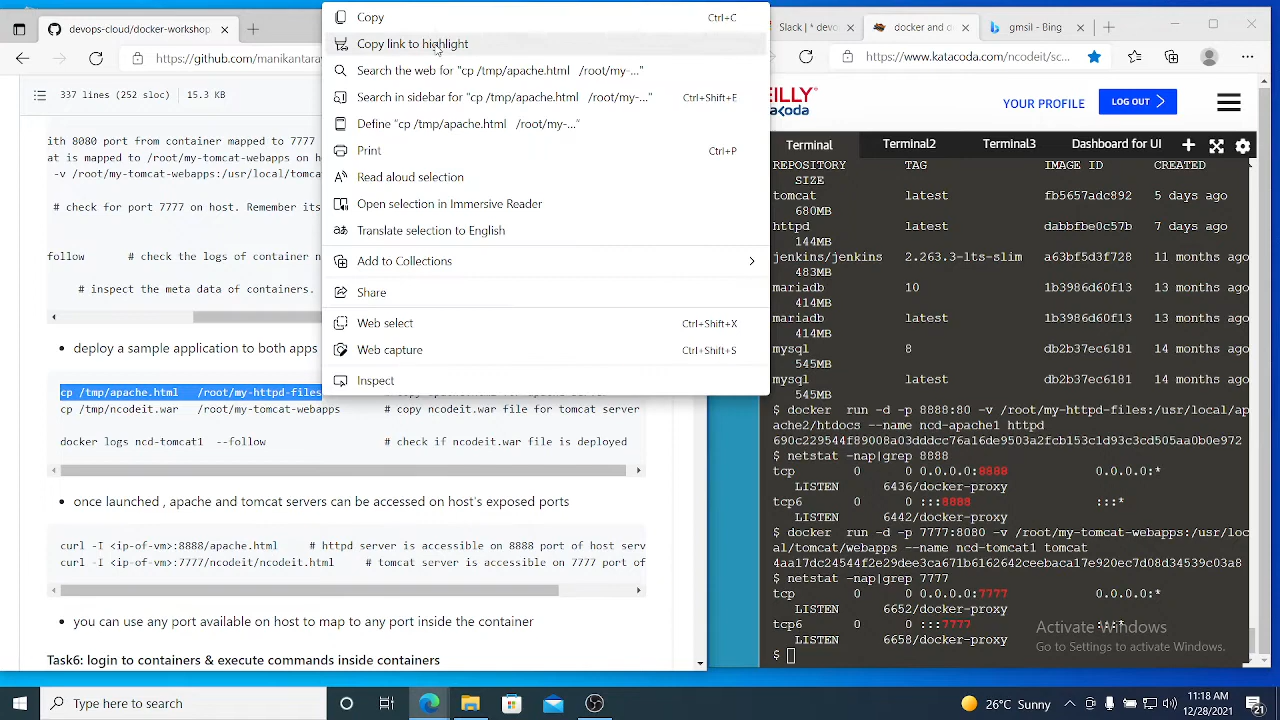 devops-cloud/docker-workshop
https://github.com/manikantara
292 lines (252 sloc)
15.3 KB
ith 8080 port from container mapped to 7777
at is mapped to /root/my-tomcat-webapps on h
-v /root/my-tomcat-webapps:/usr/local/tomca
# check for port 7777 on host. Remember its
follow # check the logs of container n
# inspect the meta data of containers.
deploy a sample application to both apps
cp /tmp/apache.html /root/my-httpd-files
cp /tmp/ncodeit.war /root/my-tomcat-webapps # copy ncodeit.war file for tomcat server
docker logs ncd-tomcat1 --follow # check if ncodeit.war file is deployed
once launched , apache and tomcat servers can be accessed on host's exposed ports
curl -I <ip-of-vm>:8888/apache.html # httpd server is accessible on 8888 port of host serv
curl -I <ip-of-vm>:7777/ncodeit/ncodeit.html # tomcat server is accessible on 7777 port of
you can use any port available on host to map to any port inside the container
Task6: login to containers & execute commands inside containers
Copy Ctrl+C
Copy link to highlight
Search the web for "cp /tmp/apache.html /root/my-..."
Search in sidebar for "cp /tmp/apache.html /root/my-..." Ctrl+Shift+E
Define "cp /tmp/apache.html /root/my-..."
Print Ctrl+P
Read aloud selection
Open selection in Immersive Reader
Translate selection to English
Add to Collections
Share
Web select Ctrl+Shift+X
Web capture Ctrl+Shift+S
Inspect
Slack | devo
docker and d
gmsil - Bing
https://www.katacoda.com/ncodeit/cou
YOUR PROFILE
LOG OUT
Terminal
Terminal2
Terminal3
Dashboard for UI
REPOSITORY TAG IMAGE ID CREATED
SIZE
tomcat latest fb5657adc892 7 days ago
680MB
httpd latest dabbfbe0c57b 7 days ago
144MB
jenkins/jenkins 2.263.3-lts-slim a63bf5d3f728 11 months ago
483MB
mariadb 10 1b3986d60f13 13 months ago
414MB
mariadb latest 1b3986d60f13 13 months ago
414MB
mysql 8 db2b37ec6181 14 months ago
545MB
mysql latest db2b37ec6181 14 months ago
545MB
$ docker run -d -p 8888:80 -v /root/my-httpd-files:/usr/local/ap
ache2/htdocs --name ncd-apache1 httpd
690c229544f89008a03ddcc76a16e9503a2fcb153c1d93c3cd505aa0b0e972
$ netstat -nap|grep 8888
tcp 0 0 0.0.0.0:8888 0.0.0.0:*
LISTEN 6436/docker-proxy
tcp6 0 0 :::8888 :::*
LISTEN 6442/docker-proxy
$ docker run -d -p 7777:8080 -v /root/my-tomcat-webapps:/usr/loc
al/tomcat/webapps --name ncd-tomcat1 tomcat
4aa17dc24544f2e29dee3ca671b6162642ceebaca17e920ec7d08d34539c03a8
$ netstat -nap|grep 7777
tcp 0 0 0.0.0.0:7777 0.0.0.0:*
LISTEN 6652/docker-proxy
tcp6 0 0 :::7777 :::*
LISTEN 6658/docker-proxy
$
Activate Windows
Go to Settings to activate Windows.
Type here to search
26°C Sunny
11:18 AM
12/28/2021
21